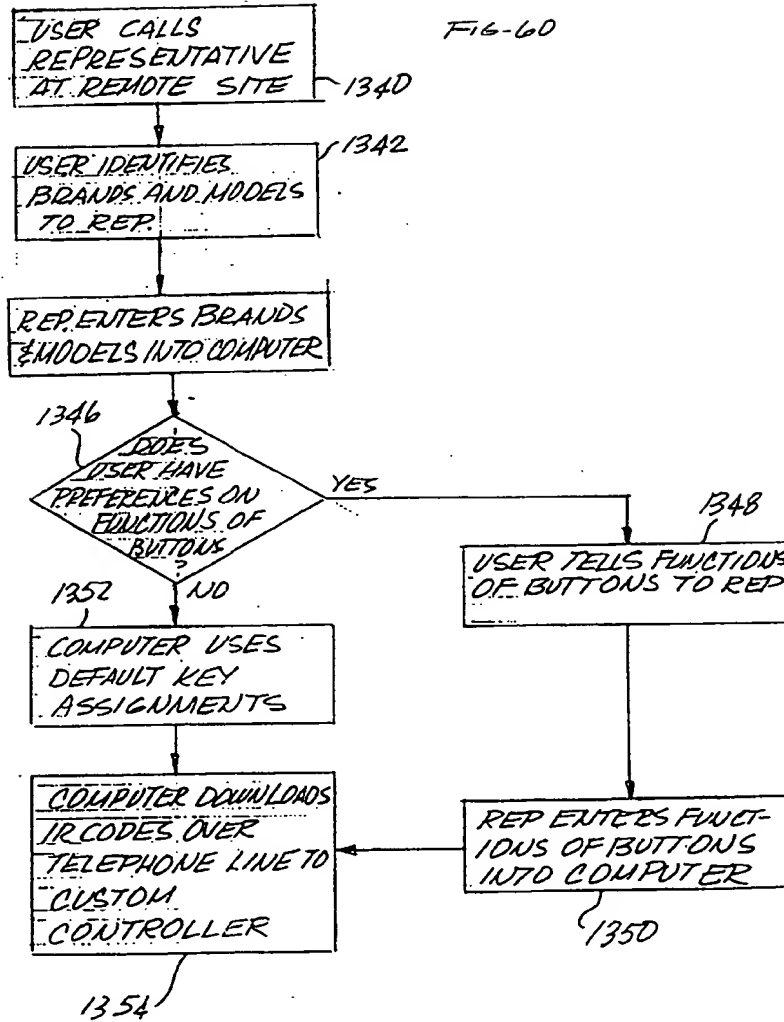 FIG-60
USER CALLS
REPRESENTATIVE
AT REMOTE SITE
1340
1342
USER IDENTIFIES
BRANDS AND MODELS
TO REP.
REP. ENTERS BRANDS
& MODELS INTO COMPUTER
1346
DOES
USER HAVE
PREFERENCES ON
FUNCTIONS OF
BUTTONS
?
YES
NO
1348
USER TELLS FUNCTIONS
OF BUTTONS TO REP
1352
COMPUTER USES
DEFAULT KEY
ASSIGNMENTS
COMPUTER DOWNLOADS
IR CODES OVER
TELEPHONE LINE TO
CUSTOM
CONTROLLER
1354
REP ENTERS FUNCT-
IONS OF BUTTONS
INTO COMPUTER
1350